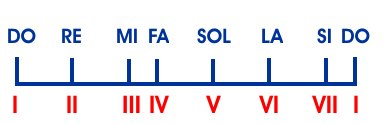 DO RE MI FA SOL LA SI DO
I II III IV V VI VII I